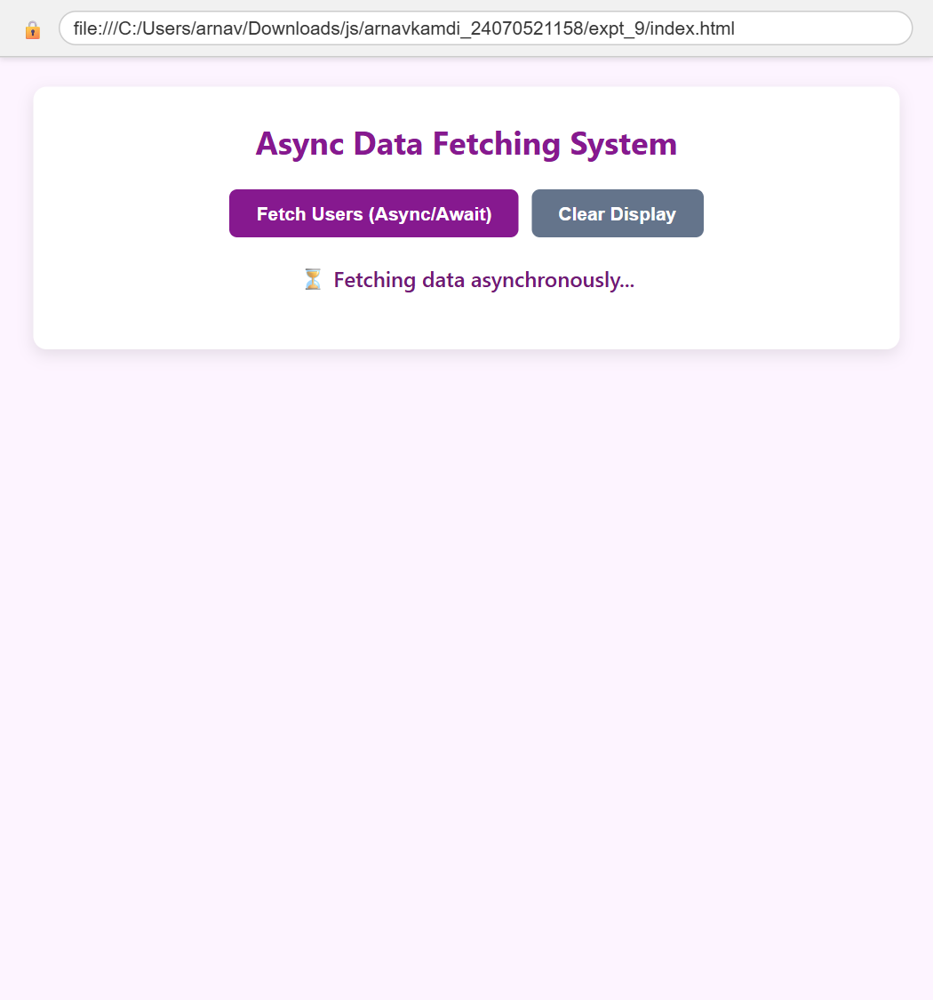 file:///C:/Users/arnav/Downloads/js/arnavkamdi_24070521158/expt_9/index.html
Async Data Fetching System
Fetch Users (Async/Await) Clear Display
⏳ Fetching data asynchronously...